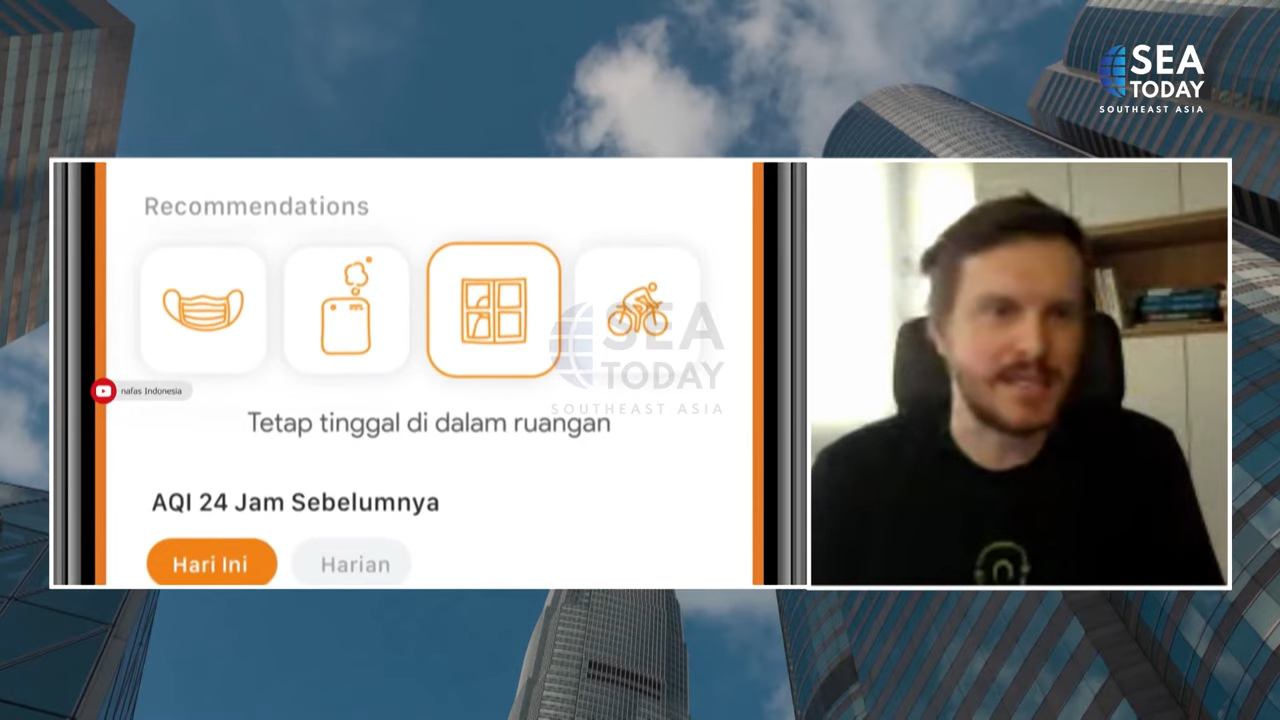 SEA
TODAY
SOUTHEAST ASIA
Recommendations
SEA
TODAY
SOUTHEAST ASIA
nafas Indonesia
Tetap tinggal di dalam ruangan
AQI 24 Jam Sebelumnya
Hari Ini
Harian